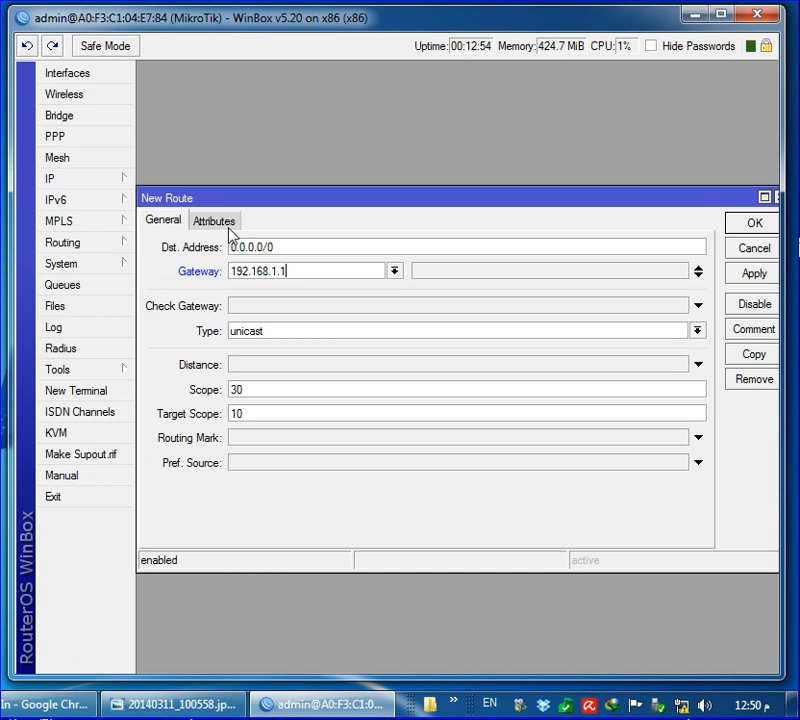 admin@A0:F3:C1:04:E7:84 (MikroTik) - WinBox v5.20 on x86 (x86)
Safe Mode
Uptime: 00:12:54 Memory: 424.7 MiB CPU: 1% Hide Passwords
Interfaces
Wireless
Bridge
PPP
Mesh
IP
IPv6
MPLS
Routing
System
Queues
Files
Log
Radius
Tools
New Terminal
ISDN Channels
KVM
Make Supout.rif
Manual
Exit
RouterOS WinBox
New Route
General Attributes
Dst. Address: 0.0.0.0/0
Gateway: 192.168.1.1
Check Gateway:
Type: unicast
Distance:
Scope: 30
Target Scope: 10
Routing Mark:
Pref. Source:
OK
Cancel
Apply
Disable
Comment
Copy
Remove
enabled
active
In - Google Chr...
20140311_100558.jp...
admin@A0:F3:C1:0...
EN
12:50 م